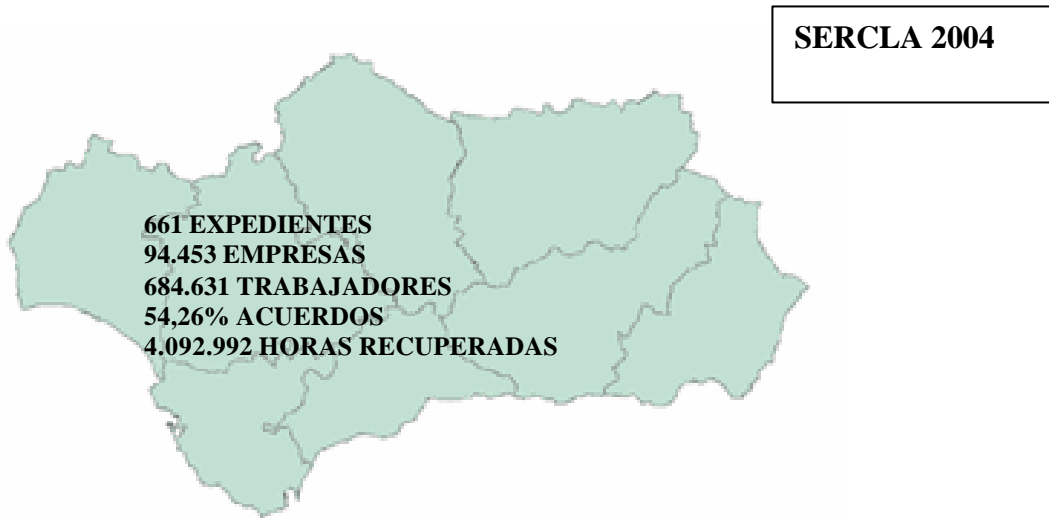 SERCLA 2004
661 EXPEDIENTES
94.453 EMPRESAS
684.631 TRABAJADORES
54,26% ACUERDOS
4.092.992 HORAS RECUPERADAS